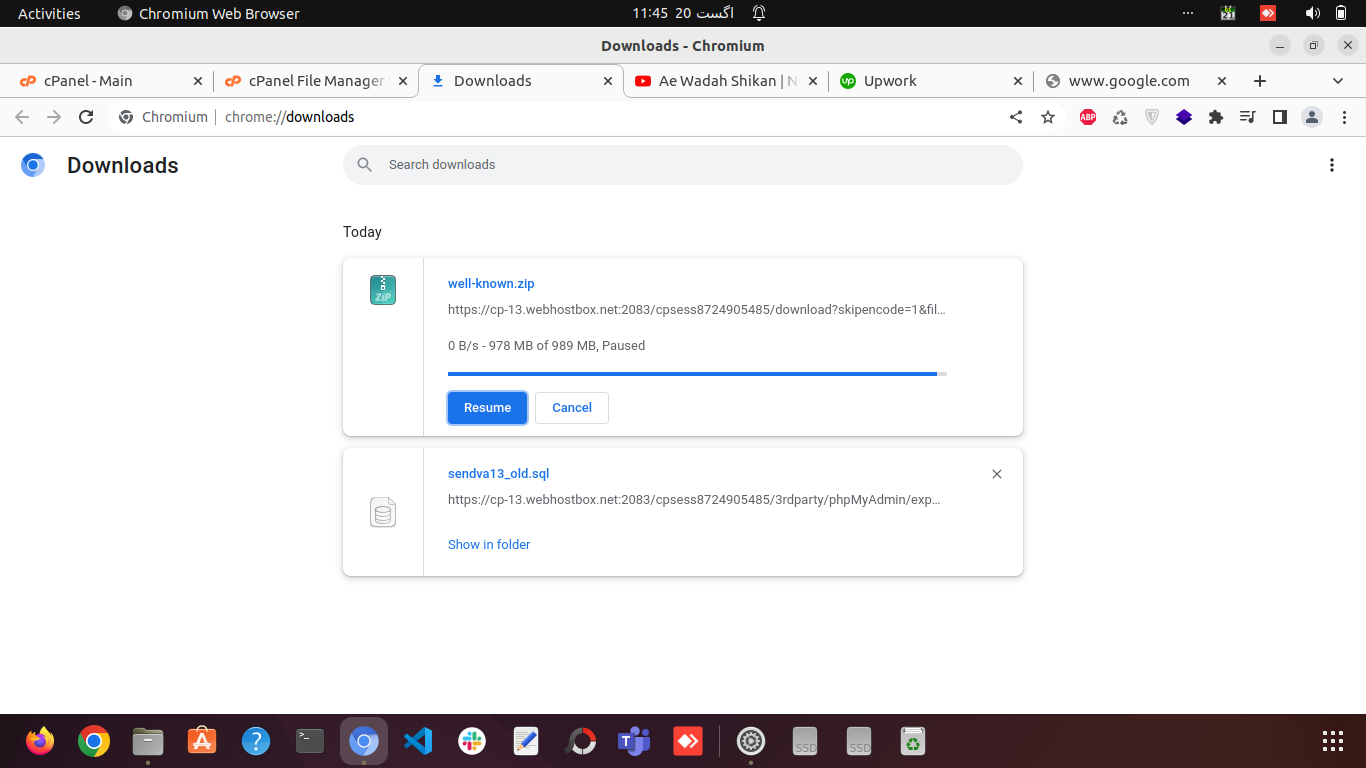 Activities
Chromium Web Browser
11:45 20 اگست
21
Downloads - Chromium
cPanel - Main
cPanel File Manager
Downloads
Ae Wadah Shikan | N
Upwork
www.google.com
Chromium
chrome://downloads
ABP
Downloads
Search downloads
Today
ZIP
well-known.zip
https://cp-13.webhostbox.net:2083/cpsess8724905485/download?skipencode=1&fil…
0 B/s - 978 MB of 989 MB, Paused
Resume
Cancel
sendva13_old.sql
https://cp-13.webhostbox.net:2083/cpsess8724905485/3rdparty/phpMyAdmin/exp…
Show in folder
SSD
SSD